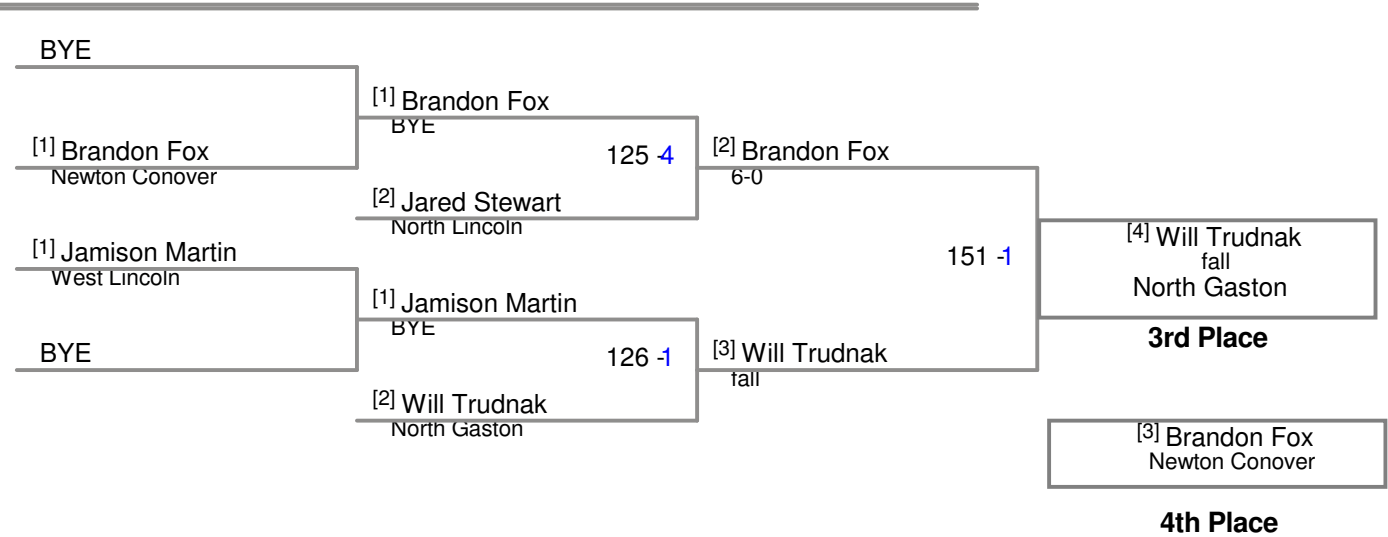 BYE
[1] Brandon Fox
BYE
[1] Brandon Fox
Newton Conover
125 -4
[2] Brandon Fox
6-0
[2] Jared Stewart
North Lincoln
[1] Jamison Martin
West Lincoln
151 -1
[4] Will Trudnak
fall
North Gaston
3rd Place
[1] Jamison Martin
BYE
BYE
126 -1
[3] Will Trudnak
fall
[2] Will Trudnak
North Gaston
[3] Brandon Fox
Newton Conover
4th Place